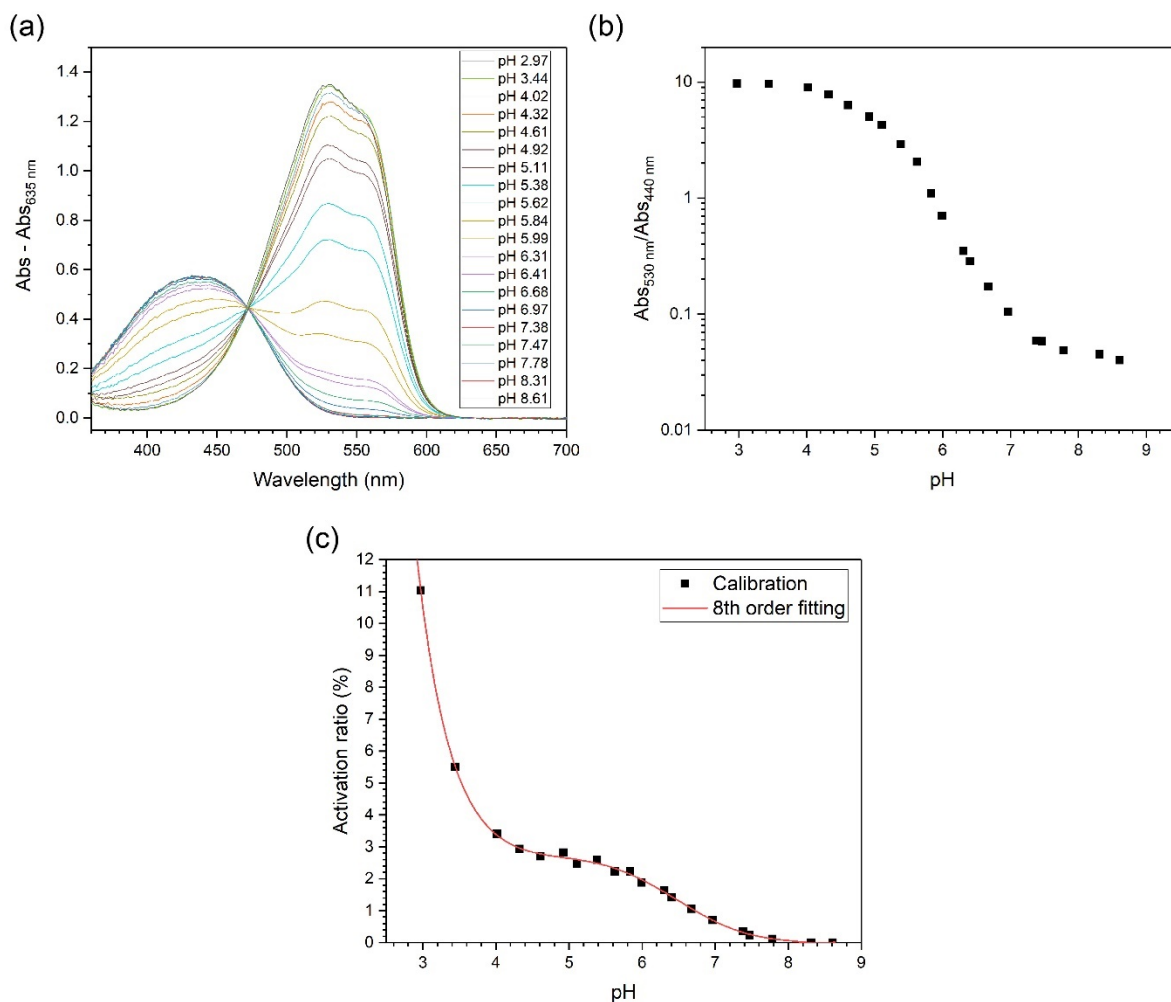 (a)
Abs - Abs635 nm
1.4
1.2
1.0
0.8
0.6
0.4
0.2
0.0
400
450
500
550
600
650
700
Wavelength (nm)
pH 2.97
pH 3.44
pH 4.02
pH 4.32
pH 4.61
pH 4.92
pH 5.11
pH 5.38
pH 5.62
pH 5.84
pH 5.99
pH 6.31
pH 6.41
pH 6.68
pH 6.97
pH 7.38
pH 7.47
pH 7.78
pH 8.31
pH 8.61
(b)
Abs530 nm/Abs440 nm
10
1
0.1
0.01
3
4
5
6
7
8
9
pH
(c)
Activation ratio (%)
12
11
10
9
8
7
6
5
4
3
2
1
0
3
4
5
6
7
8
9
pH
Calibration
8th order fitting